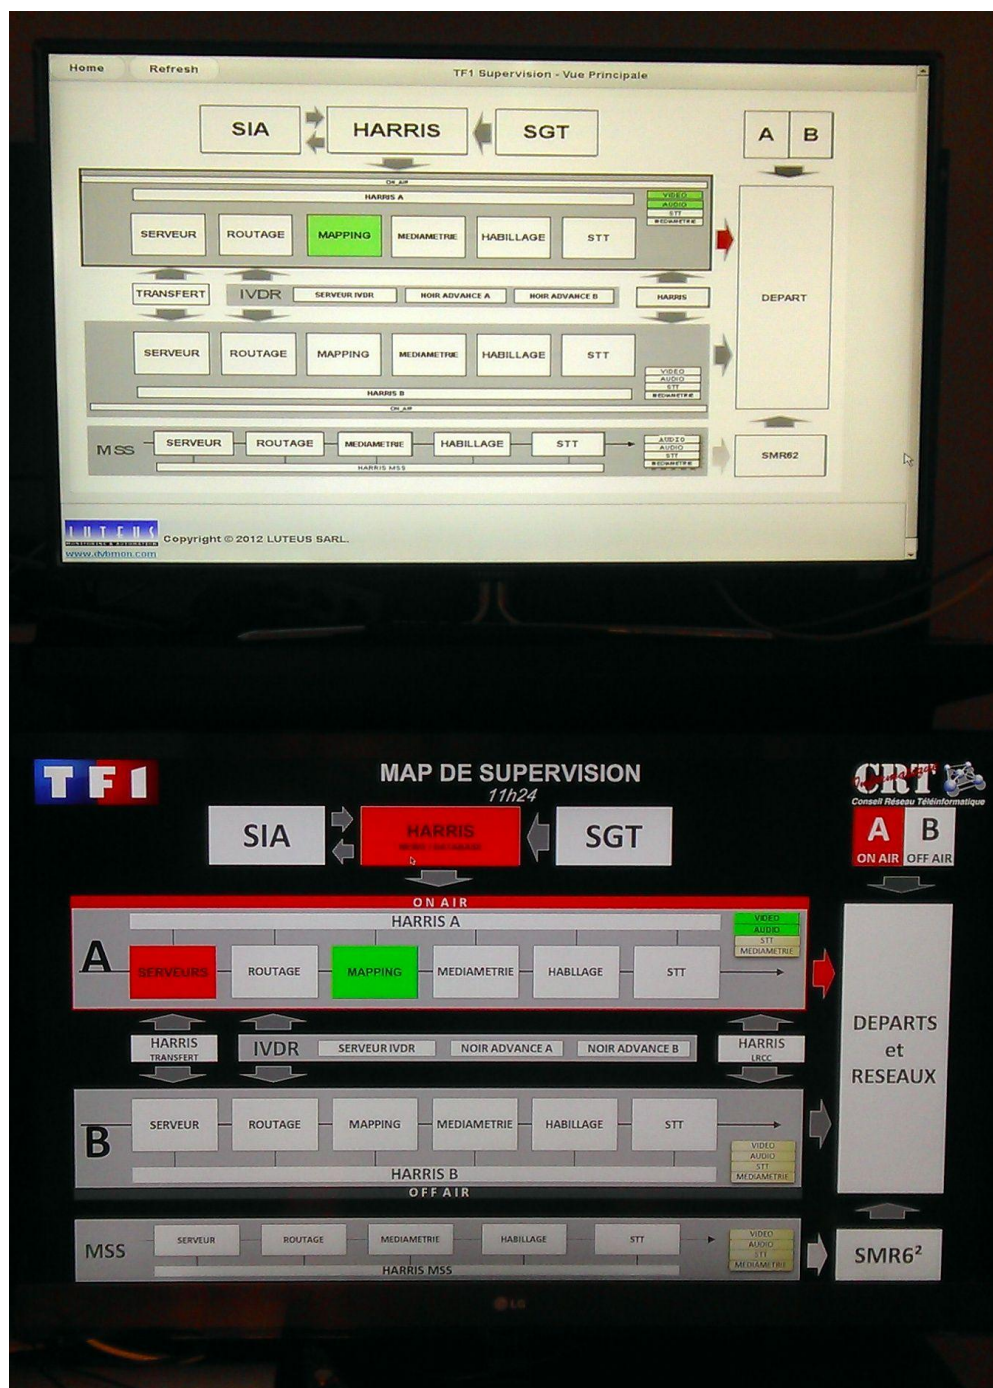 Home Refresh TF1 Supervision - Vue Principale
SIA HARRIS SGT A B
ON_AIR
HARRIS A
VIDEO
AUDIO
STT
MEDIAMETRIE
SERVEUR ROUTAGE MAPPING MEDIAMETRIE HABILLAGE STT
TRANSFERT IVDR SERVEUR IVDR NOIR ADVANCE A NOIR ADVANCE B HARRIS DEPART
SERVEUR ROUTAGE MAPPING MEDIAMETRIE HABILLAGE STT
VIDEO
AUDIO
STT
MEDIAMETRIE
HARRIS B
ON_AIR
MSS SERVEUR ROUTAGE MEDIAMETRIE HABILLAGE STT
AUDIO
AUDIO
STT
MEDIAMETRIE
SMR62
HARRIS MSS
LUTEUS
Copyright © 2012 LUTEUS SARL.
www.dvbmon.com
TF1 MAP DE SUPERVISION
11h24
CRT
Informatique
Conseil Réseau Téléinformatique
SIA HARRIS SGT
A B
ON AIR OFF AIR
ON AIR
HARRIS A
VIDEO
AUDIO
STT
MEDIAMETRIE
A SERVEURS ROUTAGE MAPPING MEDIAMETRIE HABLLAGE STT
HARRIS
TRANSFERT
IVDR SERVEUR IVDR NOIR ADVANCE A NOIR ADVANCE B
HARRIS
LRCC
DEPARTS
et
RESEAUX
B SERVEUR ROUTAGE MAPPING MEDIAMETRIE HABILLAGE STT
VIDEO
AUDIO
STT
MEDIAMETRIE
HARRIS B
OFF AIR
MSS SERVEUR ROUTAGE MEDIAMETRIE HABILLAGE STT
VIDEO
AUDIO
STT
MEDIAMETRIE
SMR6²
HARRIS MSS
LG